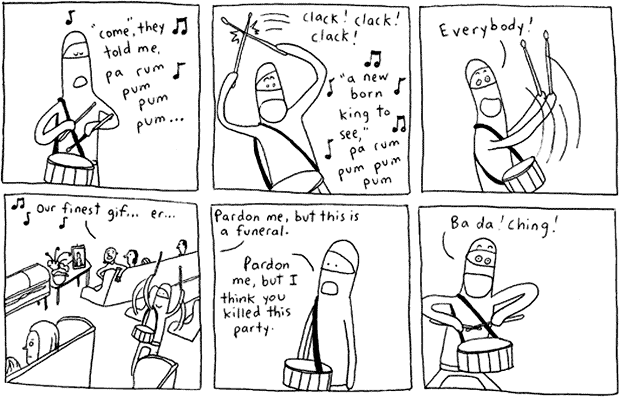 "come", they
told me,
pa rum
pum
pum
pum...
clack! clack!
clack!
"a new
born
king to
see,"
pa rum
pum pum
pum
Everybody!
Our finest gif... er...
Pardon me, but this is
a funeral.
Pardon
me, but I
think you
killed this
party.
Ba da! Ching!